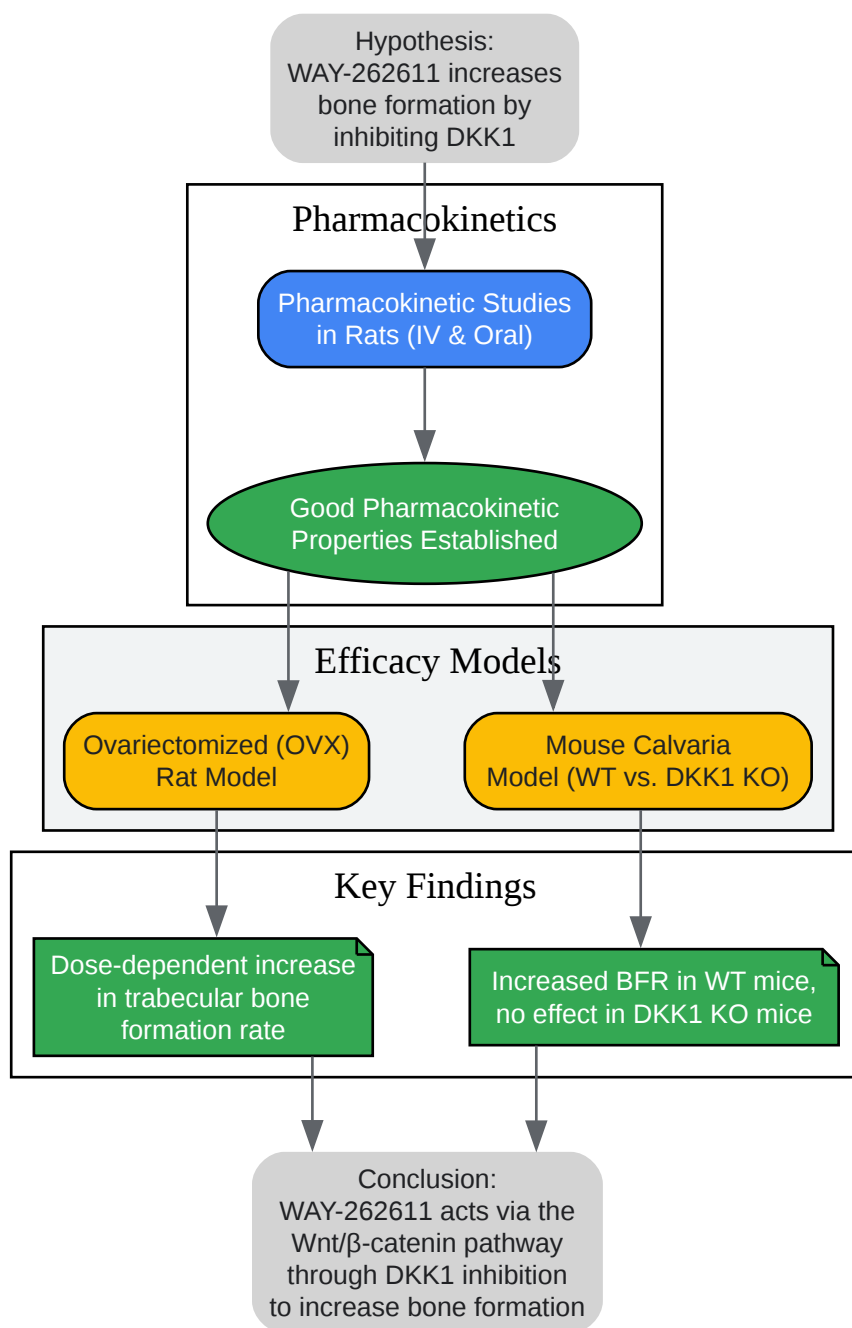 Hypothesis:
WAY-262611 increases
bone formation by
inhibiting DKK1
Pharmacokinetics
Pharmacokinetic Studies
in Rats (IV & Oral)
Good Pharmacokinetic
Properties Established
Efficacy Models
Ovariectomized (OVX)
Rat Model
Mouse Calvaria
Model (WT vs. DKK1 KO)
Key Findings
Dose-dependent increase
in trabecular bone
formation rate
Increased BFR in WT mice,
no effect in DKK1 KO mice
Conclusion:
WAY-262611 acts via the
Wnt/β-catenin pathway
through DKK1 inhibition
to increase bone formation